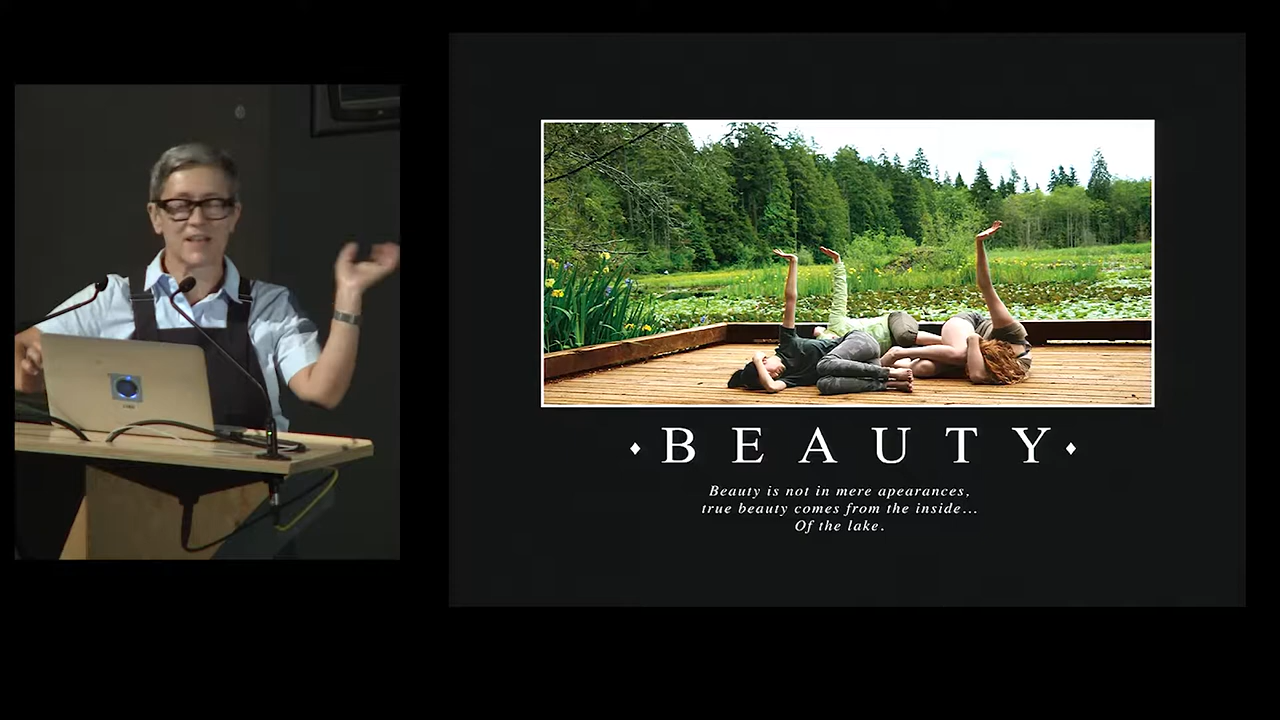 ♦BEAUTY♦
Beauty is not in mere apearances,
true beauty comes from the inside...
Of the lake.